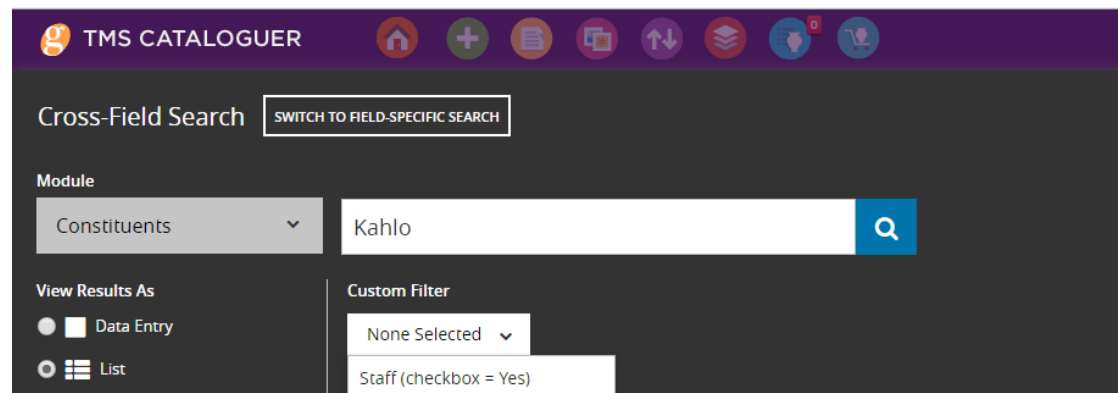 g TMS CATALOGUER
0
Cross-Field Search SWITCH TO FIELD-SPECIFIC SEARCH
Module
Constituents Kahlo
View Results As Custom Filter
Data Entry None Selected
List Staff (checkbox = Yes)